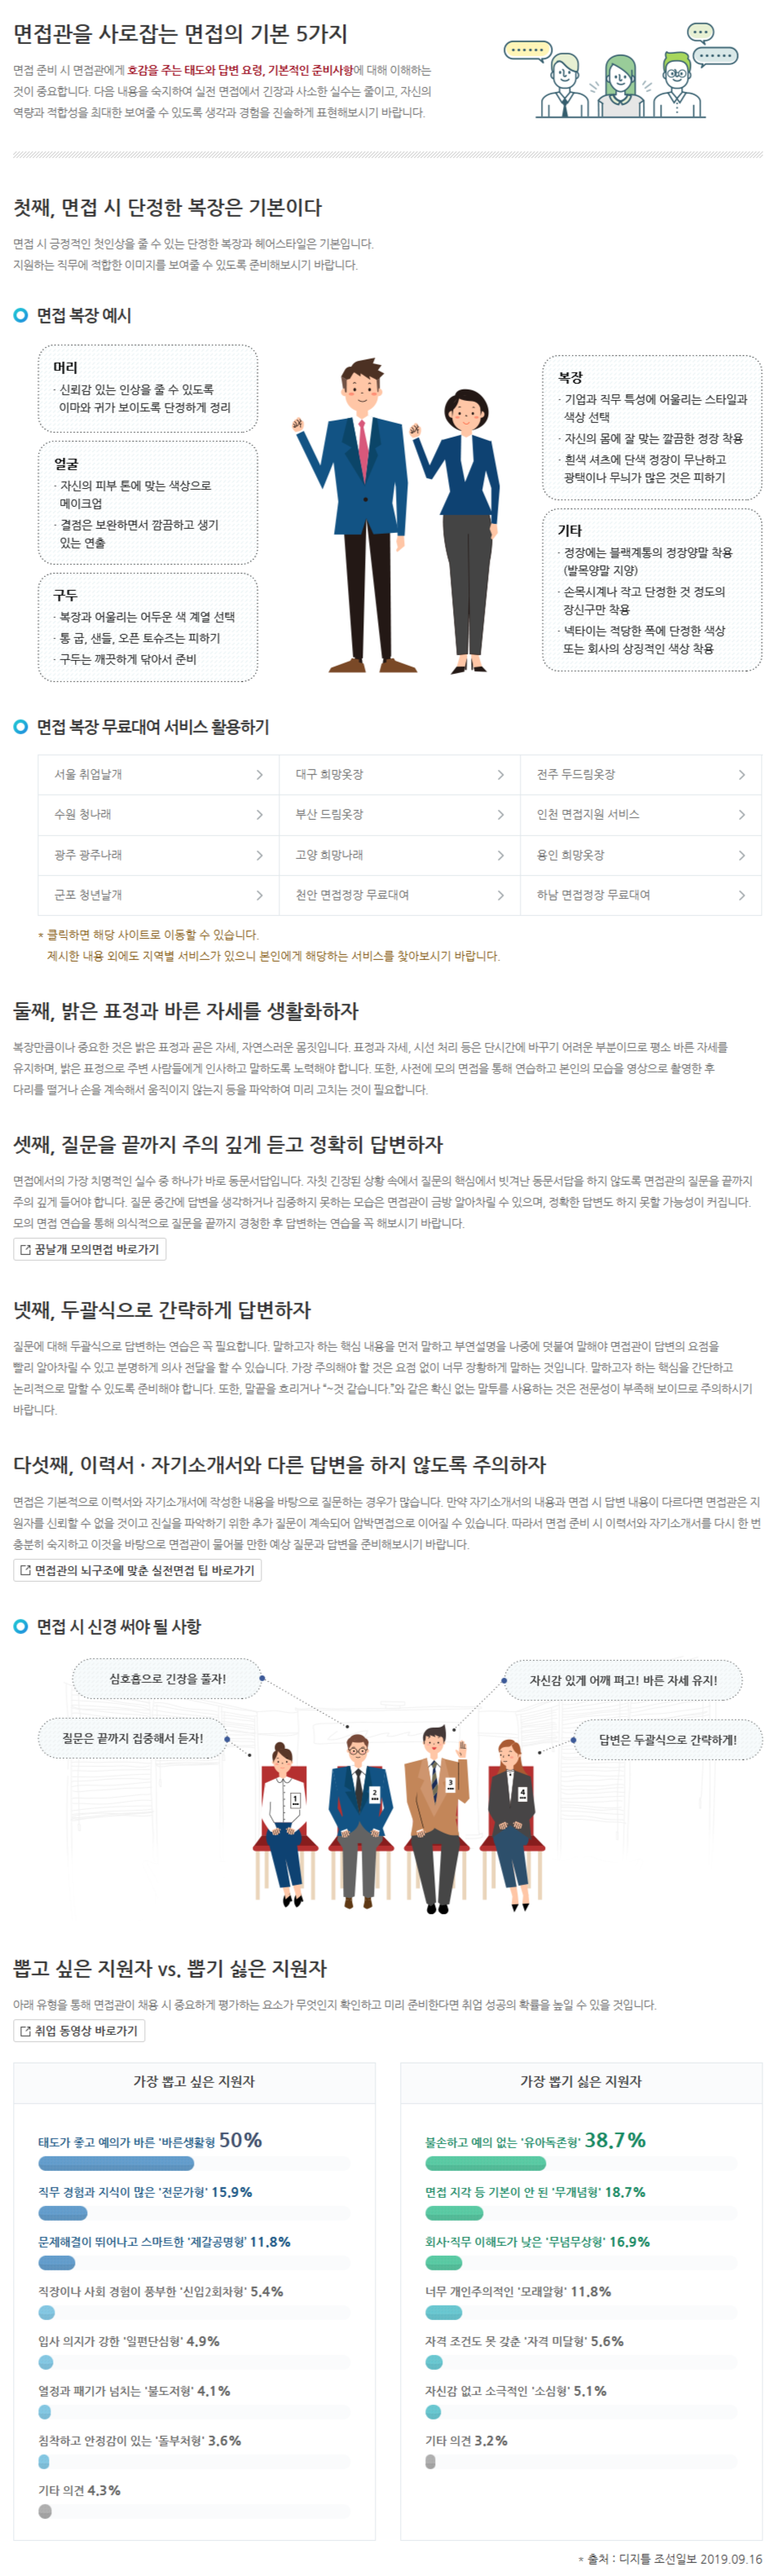 면접관을 사로잡는 면접의 기본 5가지
면접 준비 시 면접관에게 호감을 주는 태도와 답변 요령, 기본적인 준비사항에 대해 이해하는
것이 중요합니다. 다음 내용을 숙지하여 실전 면접에서 긴장과 사소한 실수는 줄이고, 자신의
역량과 적합성을 최대한 보여줄 수 있도록 생각과 경험을 진솔하게 표현해보시기 바랍니다.
첫째, 면접 시 단정한 복장은 기본이다
면접 시 긍정적인 첫인상을 줄 수 있는 단정한 복장과 헤어스타일은 기본입니다.
지원하는 직무에 적합한 이미지를 보여줄 수 있도록 준비해보시기 바랍니다.
면접 복장 예시
머리
· 신뢰감 있는 인상을 줄 수 있도록
이마와 귀가 보이도록 단정하게 정리
얼굴
· 자신의 피부 톤에 맞는 색상으로
메이크업
· 결점은 보완하면서 깔끔하고 생기
있는 연출
구두
· 복장과 어울리는 어두운 색 계열 선택
· 통 굽, 샌들, 오픈 토슈즈는 피하기
· 구두는 깨끗하게 닦아서 준비
복장
· 기업과 직무 특성에 어울리는 스타일과
색상 선택
· 자신의 몸에 잘 맞는 깔끔한 정장 착용
· 흰색 셔츠에 단색 정장이 무난하고
광택이나 무늬가 많은 것은 피하기
기타
· 정장에는 블랙계통의 정장양말 착용
(발목양말 지양)
· 손목시계나 작고 단정한 것 정도의
장신구만 착용
· 넥타이는 적당한 폭에 단정한 색상
또는 회사의 상징적인 색상 착용
면접 복장 무료대여 서비스 활용하기
서울 취업날개
대구 희망옷장
전주 두드림옷장
수원 청나래
부산 드림옷장
인천 면접지원 서비스
광주 광주나래
고양 희망나래
용인 희망옷장
군포 청년날개
천안 면접정장 무료대여
하남 면접정장 무료대여
* 클릭하면 해당 사이트로 이동할 수 있습니다.
제시한 내용 외에도 지역별 서비스가 있으니 본인에게 해당하는 서비스를 찾아보시기 바랍니다.
둘째, 밝은 표정과 바른 자세를 생활화하자
복장만큼이나 중요한 것은 밝은 표정과 곧은 자세, 자연스러운 몸짓입니다. 표정과 자세, 시선 처리 등은 단시간에 바꾸기 어려운 부분이므로 평소 바른 자세를
유지하며, 밝은 표정으로 주변 사람들에게 인사하고 말하도록 노력해야 합니다. 또한, 사전에 모의 면접을 통해 연습하고 본인의 모습을 영상으로 촬영한 후
다리를 떨거나 손을 계속해서 움직이지 않는지 등을 파악하여 미리 고치는 것이 필요합니다.
셋째, 질문을 끝까지 주의 깊게 듣고 정확히 답변하자
면접에서의 가장 치명적인 실수 중 하나가 바로 동문서답입니다. 자칫 긴장된 상황 속에서 질문의 핵심에서 빗겨난 동문서답을 하지 않도록 면접관의 질문을 끝까지
주의 깊게 들어야 합니다. 질문 중간에 답변을 생각하거나 집중하지 못하는 모습은 면접관이 금방 알아차릴 수 있으며, 정확한 답변도 하지 못할 가능성이 커집니다.
모의 면접 연습을 통해 의식적으로 질문을 끝까지 경청한 후 답변하는 연습을 꼭 해보시기 바랍니다.
꿈날개 모의면접 바로가기
넷째, 두괄식으로 간략하게 답변하자
질문에 대해 두괄식으로 답변하는 연습은 꼭 필요합니다. 말하고자 하는 핵심 내용을 먼저 말하고 부연설명을 나중에 덧붙여 말해야 면접관이 답변의 요점을
빨리 알아차릴 수 있고 분명하게 의사 전달을 할 수 있습니다. 가장 주의해야 할 것은 요점 없이 너무 장황하게 말하는 것입니다. 말하고자 하는 핵심을 간단하고
논리적으로 말할 수 있도록 준비해야 합니다. 또한, 말끝을 흐리거나 “~것 같습니다.”와 같은 확신 없는 말투를 사용하는 것은 전문성이 부족해 보이므로 주의하시기
바랍니다.
다섯째, 이력서 · 자기소개서와 다른 답변을 하지 않도록 주의하자
면접은 기본적으로 이력서와 자기소개서에 작성한 내용을 바탕으로 질문하는 경우가 많습니다. 만약 자기소개서의 내용과 면접 시 답변 내용이 다르다면 면접관은 지
원자를 신뢰할 수 없을 것이고 진실을 파악하기 위한 추가 질문이 계속되어 압박면접으로 이어질 수 있습니다. 따라서 면접 준비 시 이력서와 자기소개서를 다시 한 번
충분히 숙지하고 이것을 바탕으로 면접관이 물어볼 만한 예상 질문과 답변을 준비해보시기 바랍니다.
면접관의 뇌구조에 맞춘 실전면접 팁 바로가기
면접 시 신경 써야 될 사항
심호흡으로 긴장을 풀자!
자신감 있게 어깨 펴고! 바른 자세 유지!
질문은 끝까지 집중해서 듣자!
답변은 두괄식으로 간략하게!
1
2
3
4
뽑고 싶은 지원자 vs. 뽑기 싫은 지원자
아래 유형을 통해 면접관이 채용 시 중요하게 평가하는 요소가 무엇인지 확인하고 미리 준비한다면 취업 성공의 확률을 높일 수 있을 것입니다.
취업 동영상 바로가기
가장 뽑고 싶은 지원자
태도가 좋고 예의가 바른 '바른생활형 50%
직무 경험과 지식이 많은 '전문가형' 15.9%
문제해결이 뛰어나고 스마트한 '제갈공명형' 11.8%
직장이나 사회 경험이 풍부한 '신입2회차형' 5.4%
입사 의지가 강한 '일편단심형' 4.9%
열정과 패기가 넘치는 '불도저형' 4.1%
침착하고 안정감이 있는 '돌부처형' 3.6%
기타 의견 4.3%
가장 뽑기 싫은 지원자
불손하고 예의 없는 '유아독존형' 38.7%
면접 지각 등 기본이 안 된 '무개념형' 18.7%
회사·직무 이해도가 낮은 '무념무상형' 16.9%
너무 개인주의적인 '모래알형' 11.8%
자격 조건도 못 갖춘 '자격 미달형' 5.6%
자신감 없고 소극적인 '소심형' 5.1%
기타 의견 3.2%
* 출처 : 디지틀 조선일보 2019.09.16